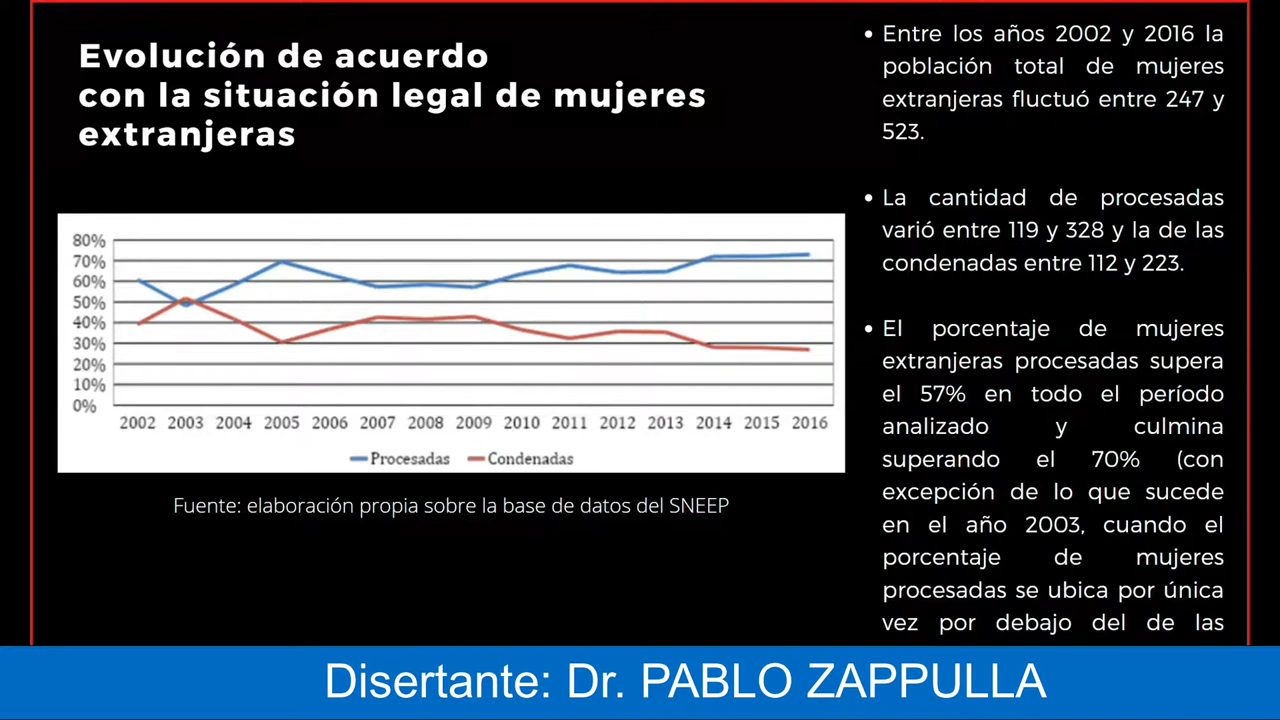 Evolución de acuerdo
con la situación legal de mujeres
extranjeras
80%
70%
60%
50%
40%
30%
20%
10%
0%
2002 2003 2004 2005 2006 2007 2008 2009 2010 2011 2012 2013 2014 2015 2016
Procesadas Condenadas
Fuente: elaboración propia sobre la base de datos del SNEEP
• Entre los años 2002 y 2016 la
población total de mujeres
extranjeras fluctuó entre 247 y
523.
• La cantidad de procesadas
varió entre 119 y 328 y la de las
condenadas entre 112 y 223.
• El porcentaje de mujeres
extranjeras procesadas supera
el 57% en todo el período
analizado y culmina
superando el 70% (con
excepción de lo que sucede
en el año 2003, cuando el
porcentaje de mujeres
procesadas se ubica por única
vez por debajo del de las
Disertante: Dr. PABLO ZAPPULLA